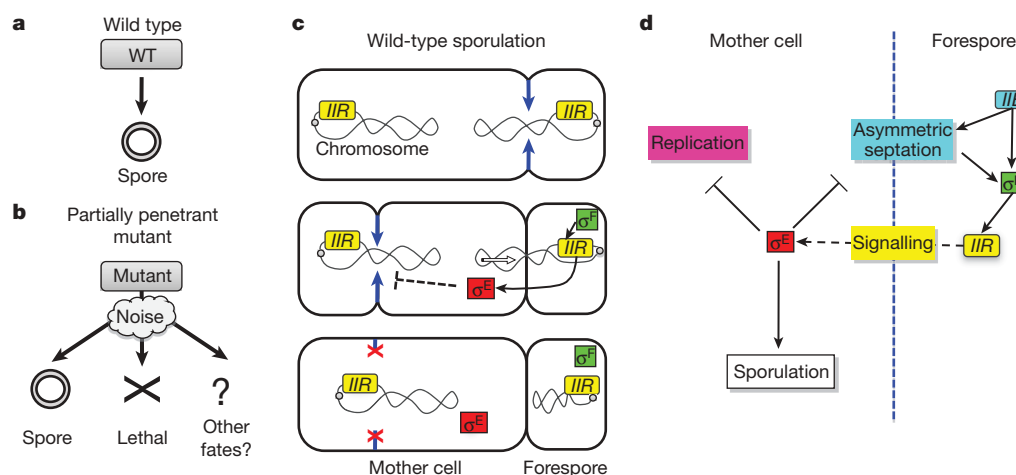 a
Wild type
WT
Spore
b
Partially penetrant
mutant
Mutant
Noise
Spore
Lethal
?
Other
fates?
c
Wild-type sporulation
IIR
IIR
Chromosome
IIR
σF
IIR
σE
IIR
σE
σF
IIR
Mother cell
Forespore
d
Mother cell
Forespore
Replication
Asymmetric
septation
σE
Signalling
IIR
Sporulation